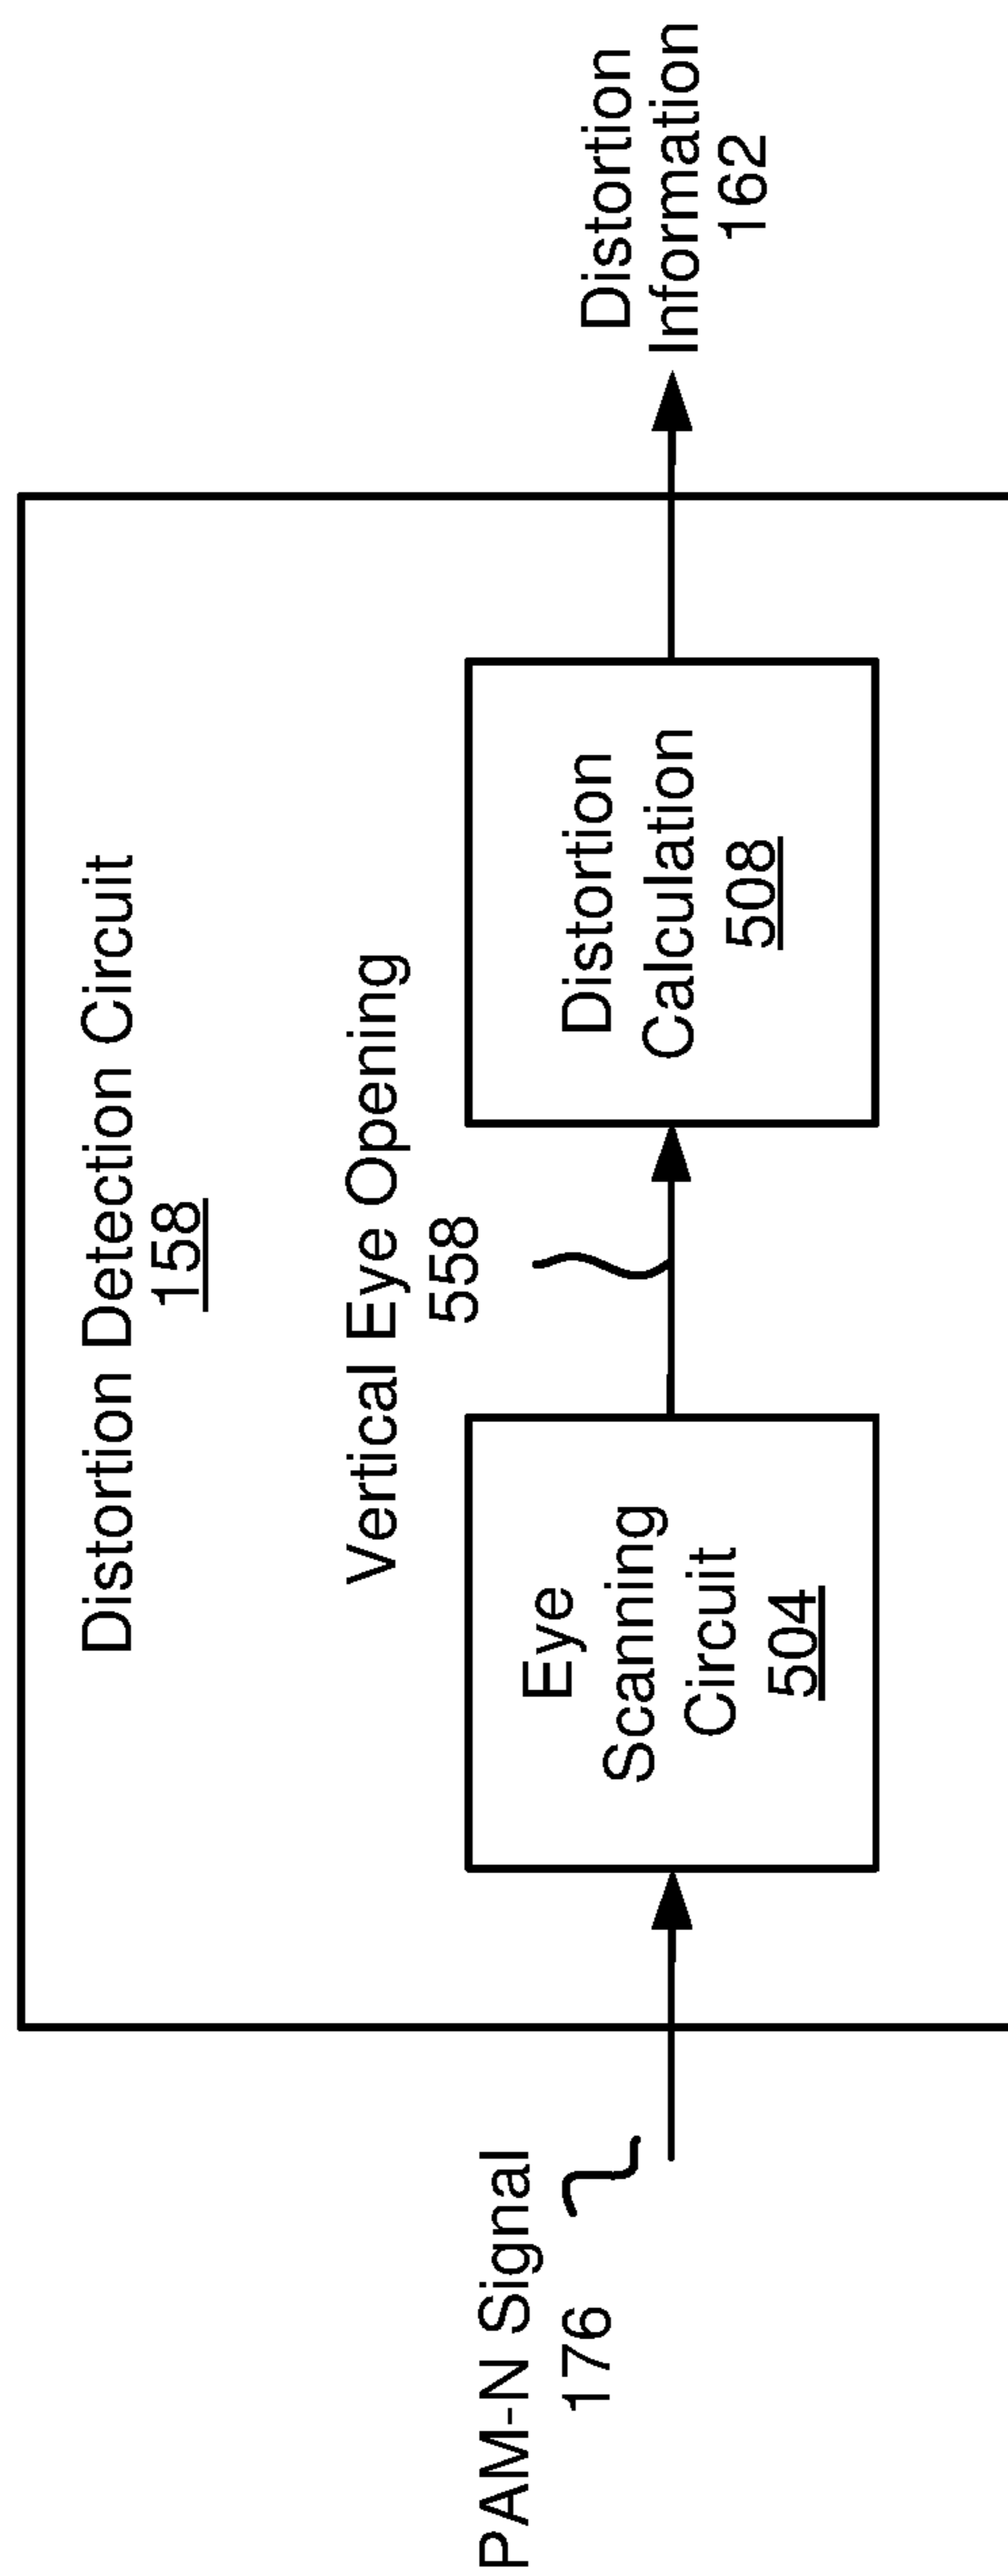 Distortion Detection Circuit
158
Vertical Eye Opening
558
PAM-N Signal
176
Eye
Scanning
Circuit
504
Distortion
Calculation
508
Distortion
Information
162